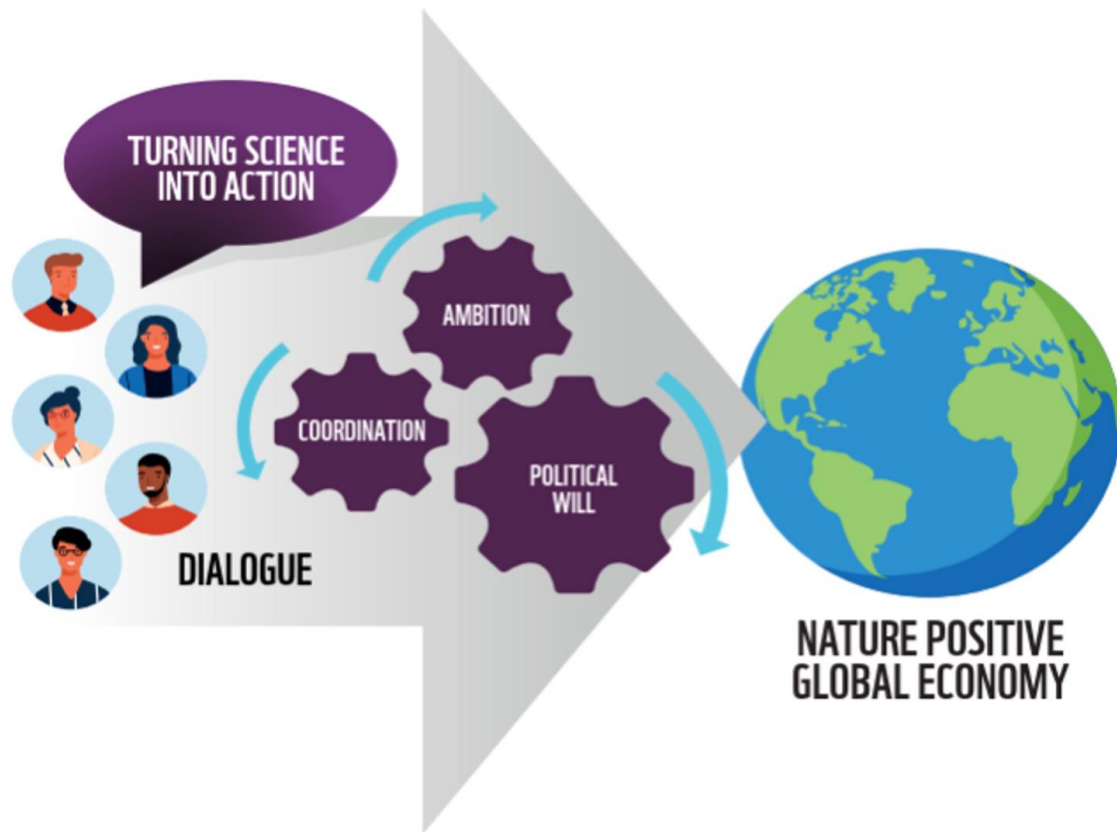 TURNING SCIENCE
INTO ACTION
AMBITION
COORDINATION
POLITICAL
WILL
DIALOGUE
NATURE POSITIVE
GLOBAL ECONOMY